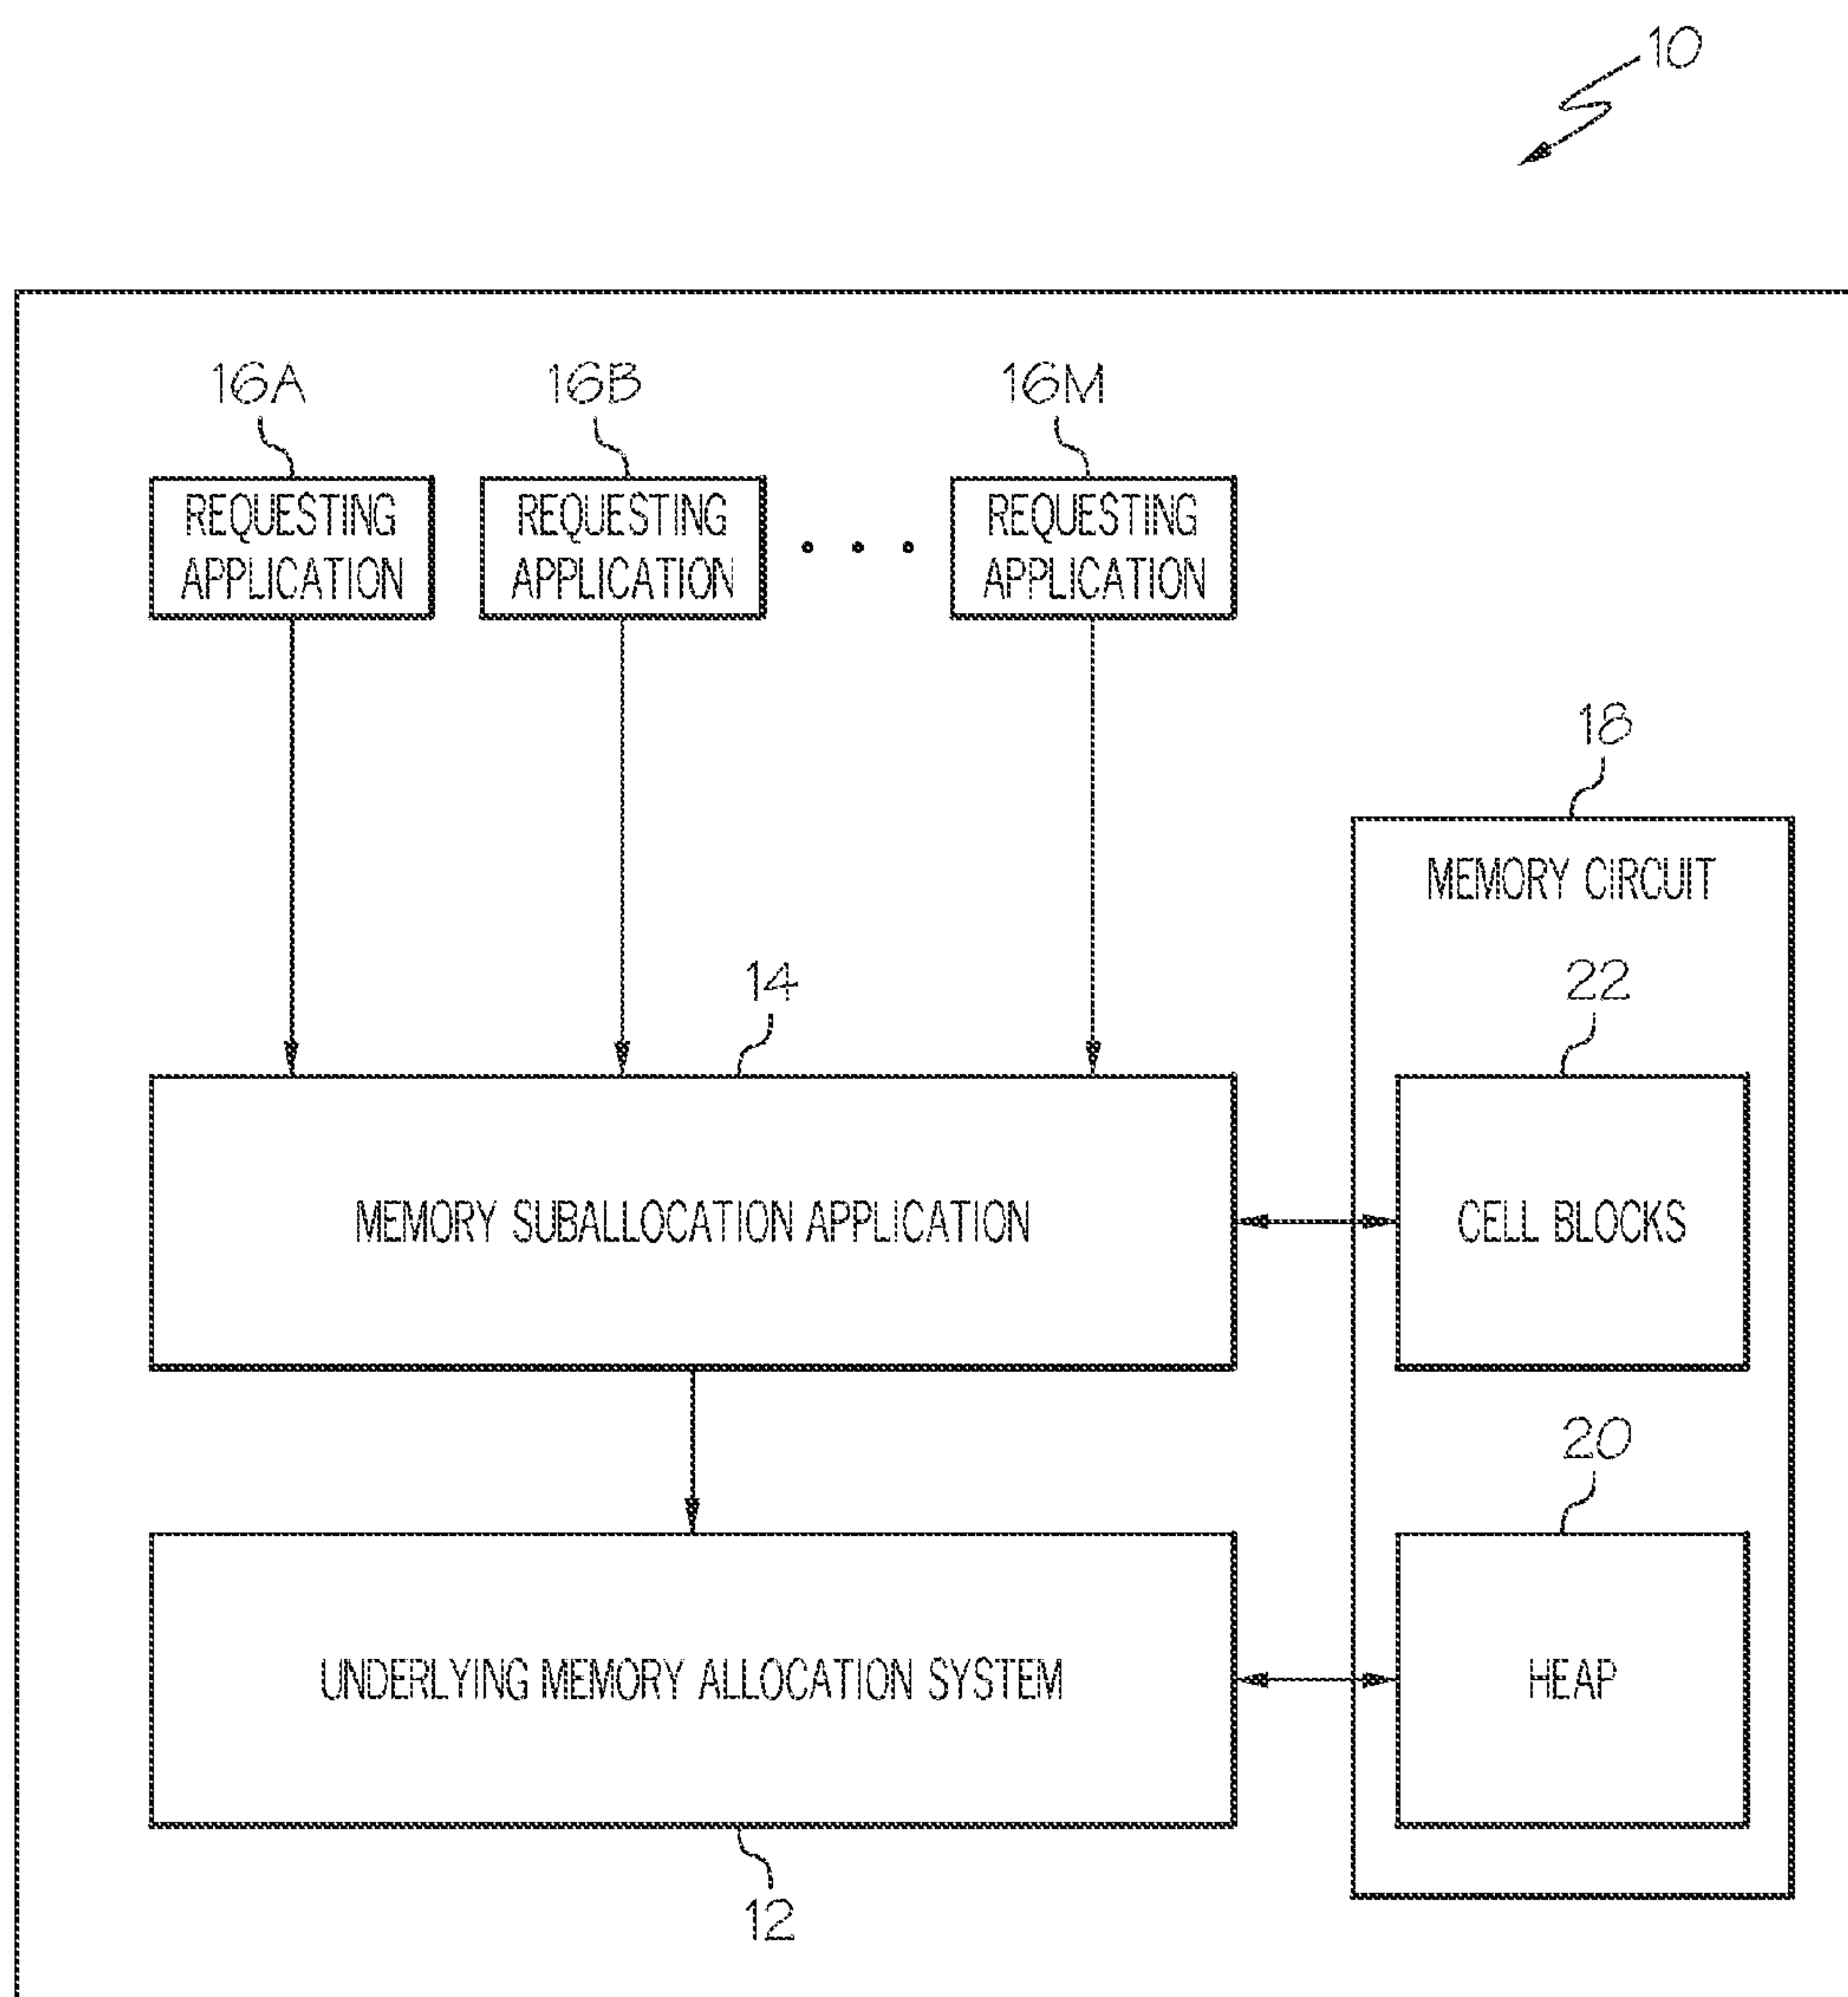 10
16A
16B
16M
REQUESTING
APPLICATION
REQUESTING
APPLICATION
REQUESTING
APPLICATION
18
MEMORY CIRCUIT
14
22
MEMORY SUBALLOCATION APPLICATION
CELL BLOCKS
20
UNDERLYING MEMORY ALLOCATION SYSTEM
HEAP
12